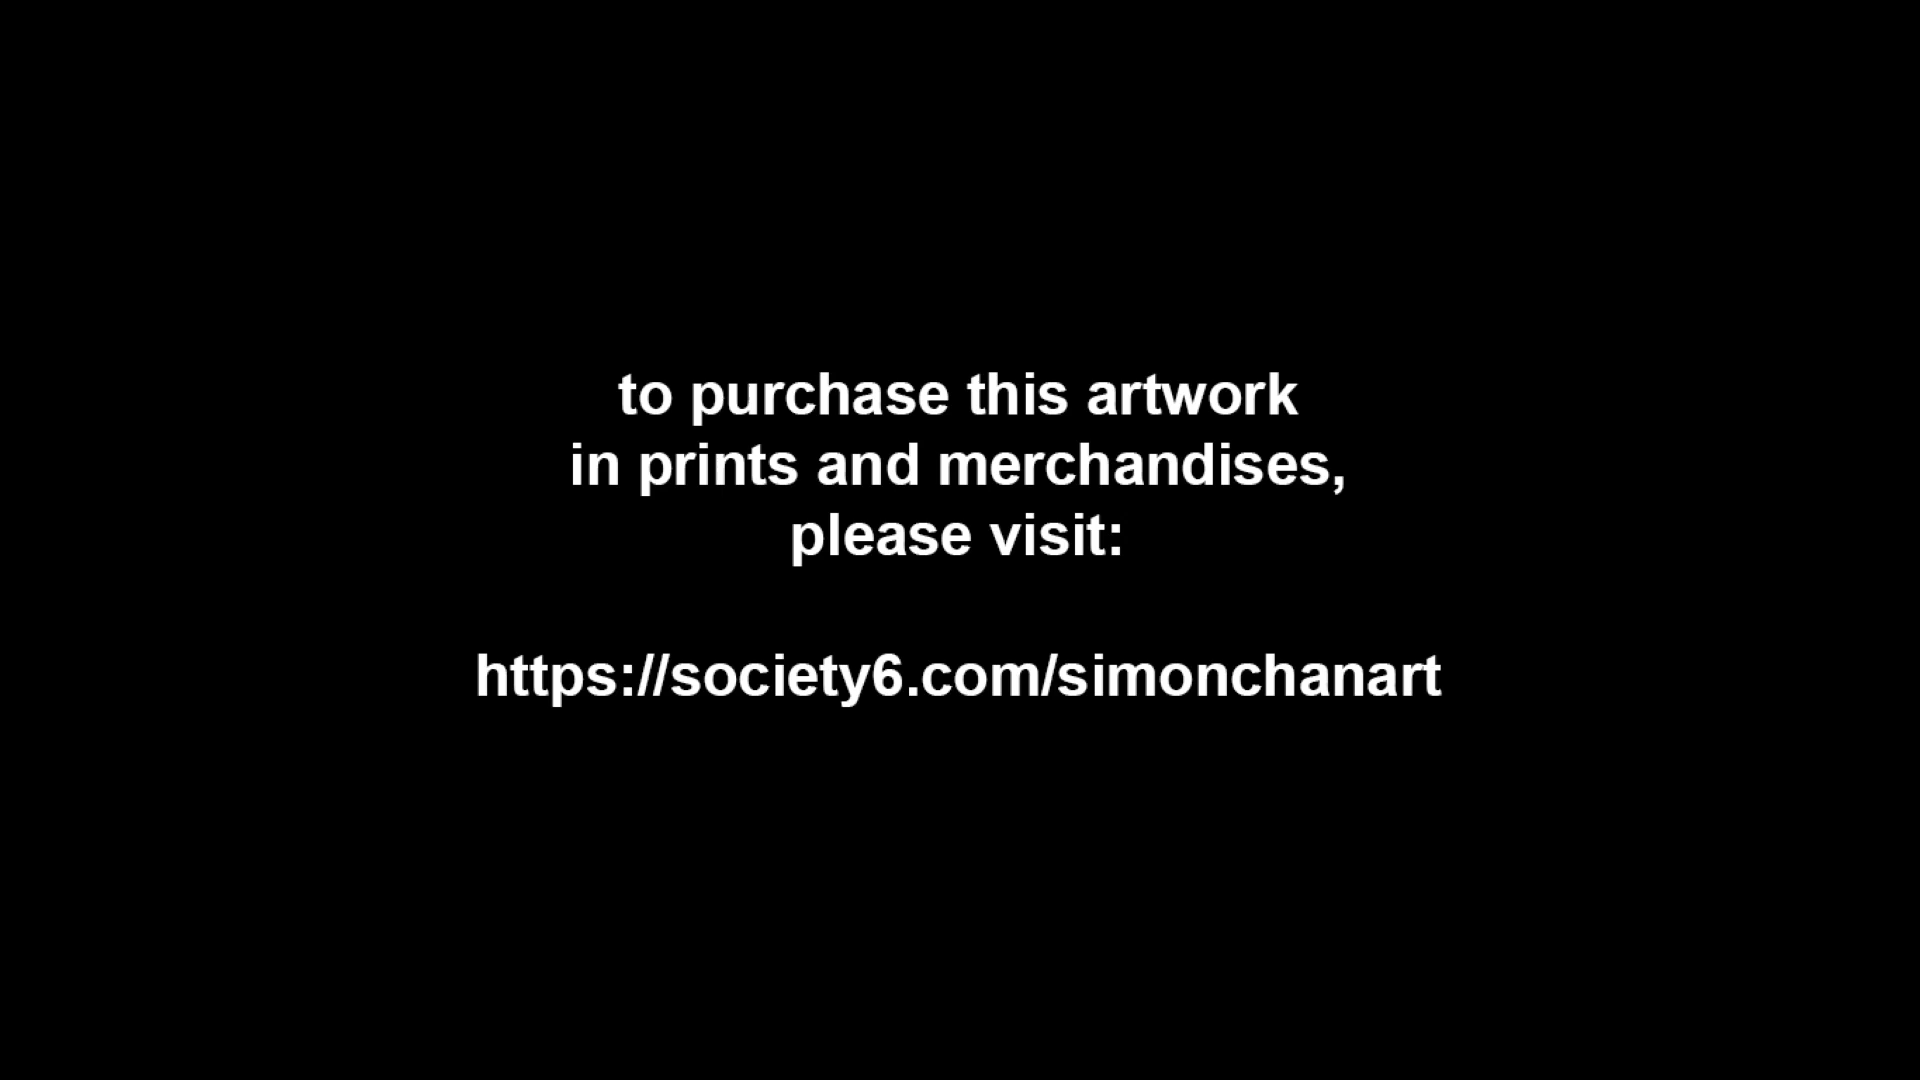 to purchase this artwork
in prints and merchandises,
please visit:
https://society6.com/simonchanart